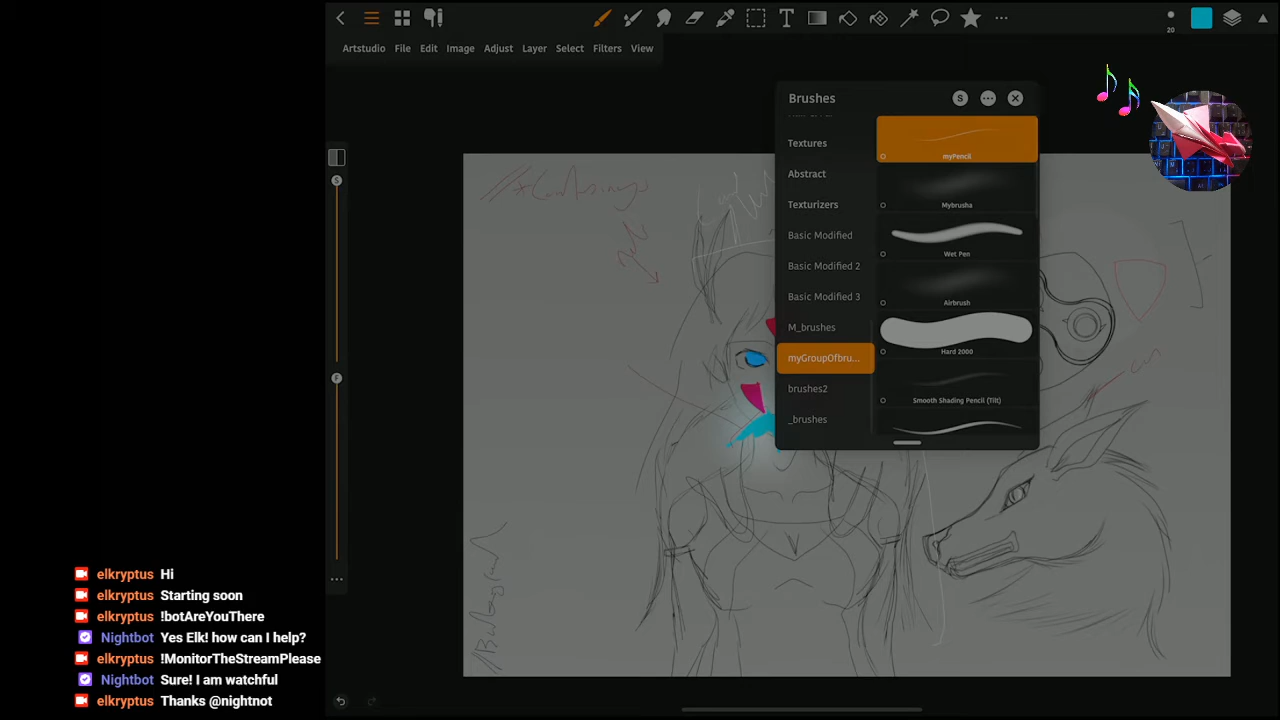 20
Artstudio File Edit Image Adjust Layer Select Filters View
Brushes
S
Textures
Abstract
Texturizers
Basic Modified
Basic Modified 2
Basic Modified 3
M_brushes
myGroupOfbru...
brushes2
_brushes
myPencil
Mybrusha
Wet Pen
Airbrush
Hard 2000
Smooth Shading Pencil (Tilt)
S
F
elkryptus Hi
elkryptus Starting soon
elkryptus !botAreYouThere
Nightbot Yes Elk! how can I help?
elkryptus !MonitorTheStreamPlease
Nightbot Sure! I am watchful
elkryptus Thanks @nightnot